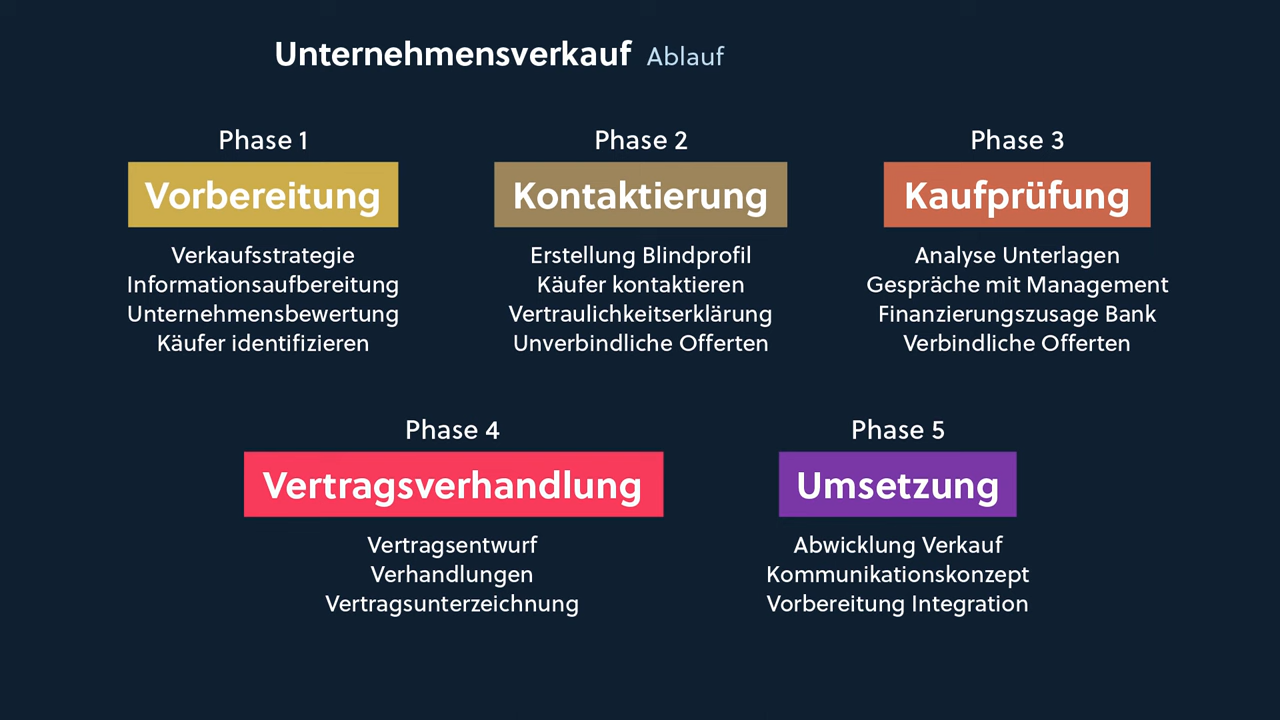 Unternehmensverkauf Ablauf
Phase 1
Vorbereitung
Verkaufsstrategie
Informationsaufbereitung
Unternehmensbewertung
Käufer identifizieren
Phase 2
Kontaktierung
Erstellung Blindprofil
Käufer kontaktieren
Vertraulichkeitserklärung
Unverbindliche Offerten
Phase 3
Kaufprüfung
Analyse Unterlagen
Gespräche mit Management
Finanzierungszusage Bank
Verbindliche Offerten
Phase 4
Vertragsverhandlung
Vertragsentwurf
Verhandlungen
Vertragsunterzeichnung
Phase 5
Umsetzung
Abwicklung Verkauf
Kommunikationskonzept
Vorbereitung Integration